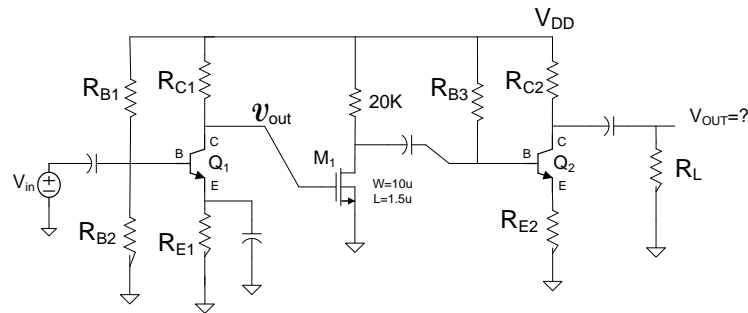 V_DD
R_B1
R_C1
20K
R_B3
R_C2
v_out
V_OUT=?
C
B
Q_1
E
M_1
W=10u
L=1.5u
C
B
Q_2
E
V_in
R_L
R_B2
R_E1
R_E2